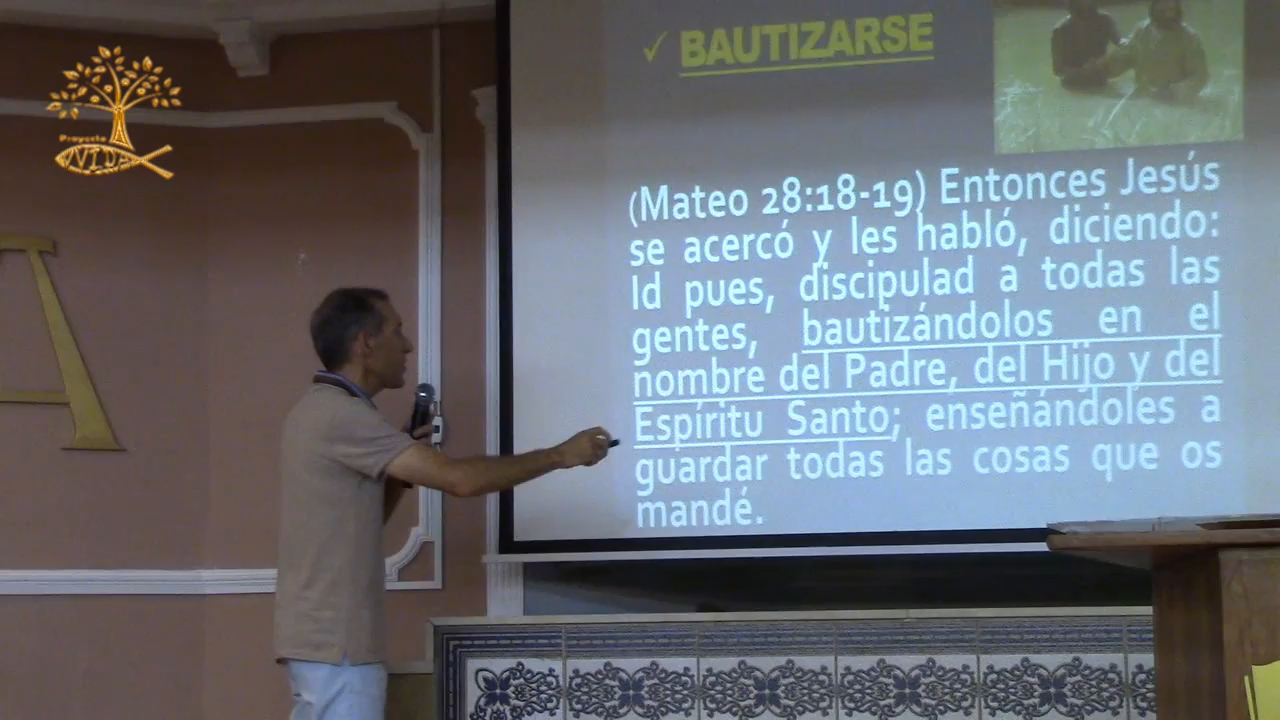 Proyecto
VIDA
A
✓ BAUTIZARSE
(Mateo 28:18-19) Entonces Jesús
se acercó y les habló, diciendo:
Id pues, discipulad a todas las
gentes, bautizándolos en el
nombre del Padre, del Hijo y del
Espíritu Santo; enseñándoles a
guardar todas las cosas que os
mandé.